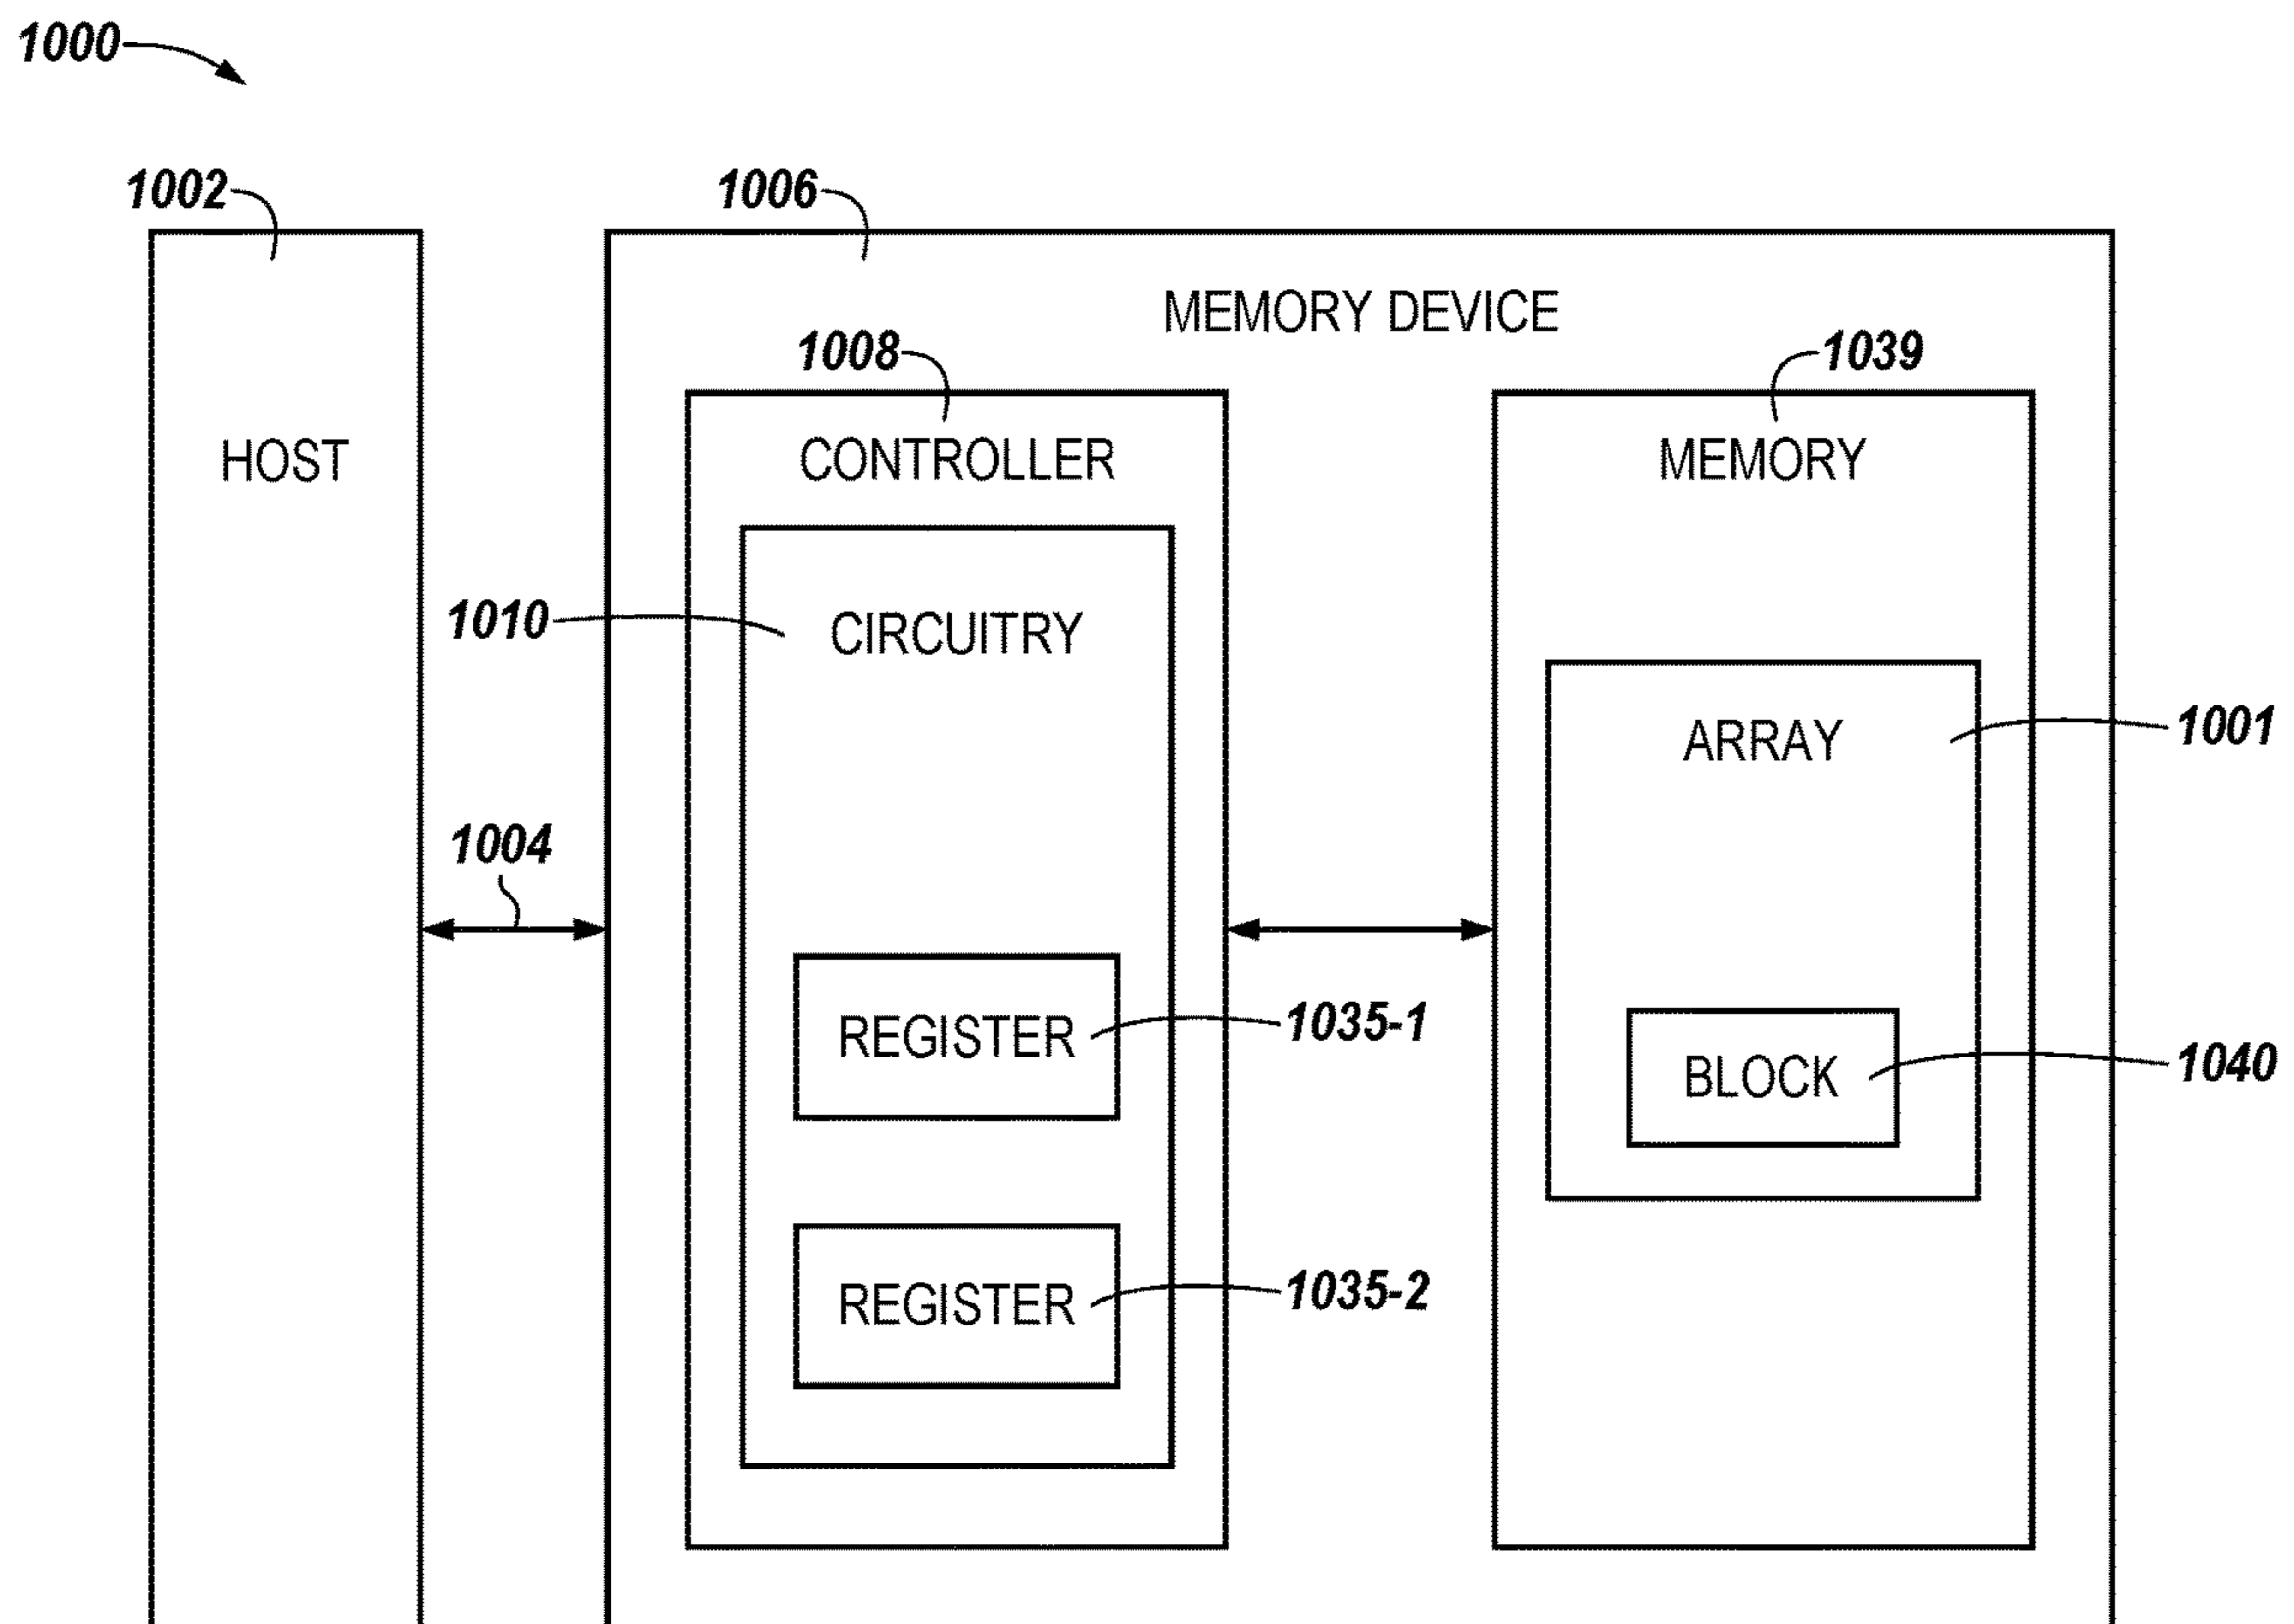 1000
1002
1006
MEMORY DEVICE
1008
1039
HOST
CONTROLLER
MEMORY
1010
CIRCUITRY
ARRAY
1001
1004
REGISTER
1035-1
BLOCK
1040
REGISTER
1035-2